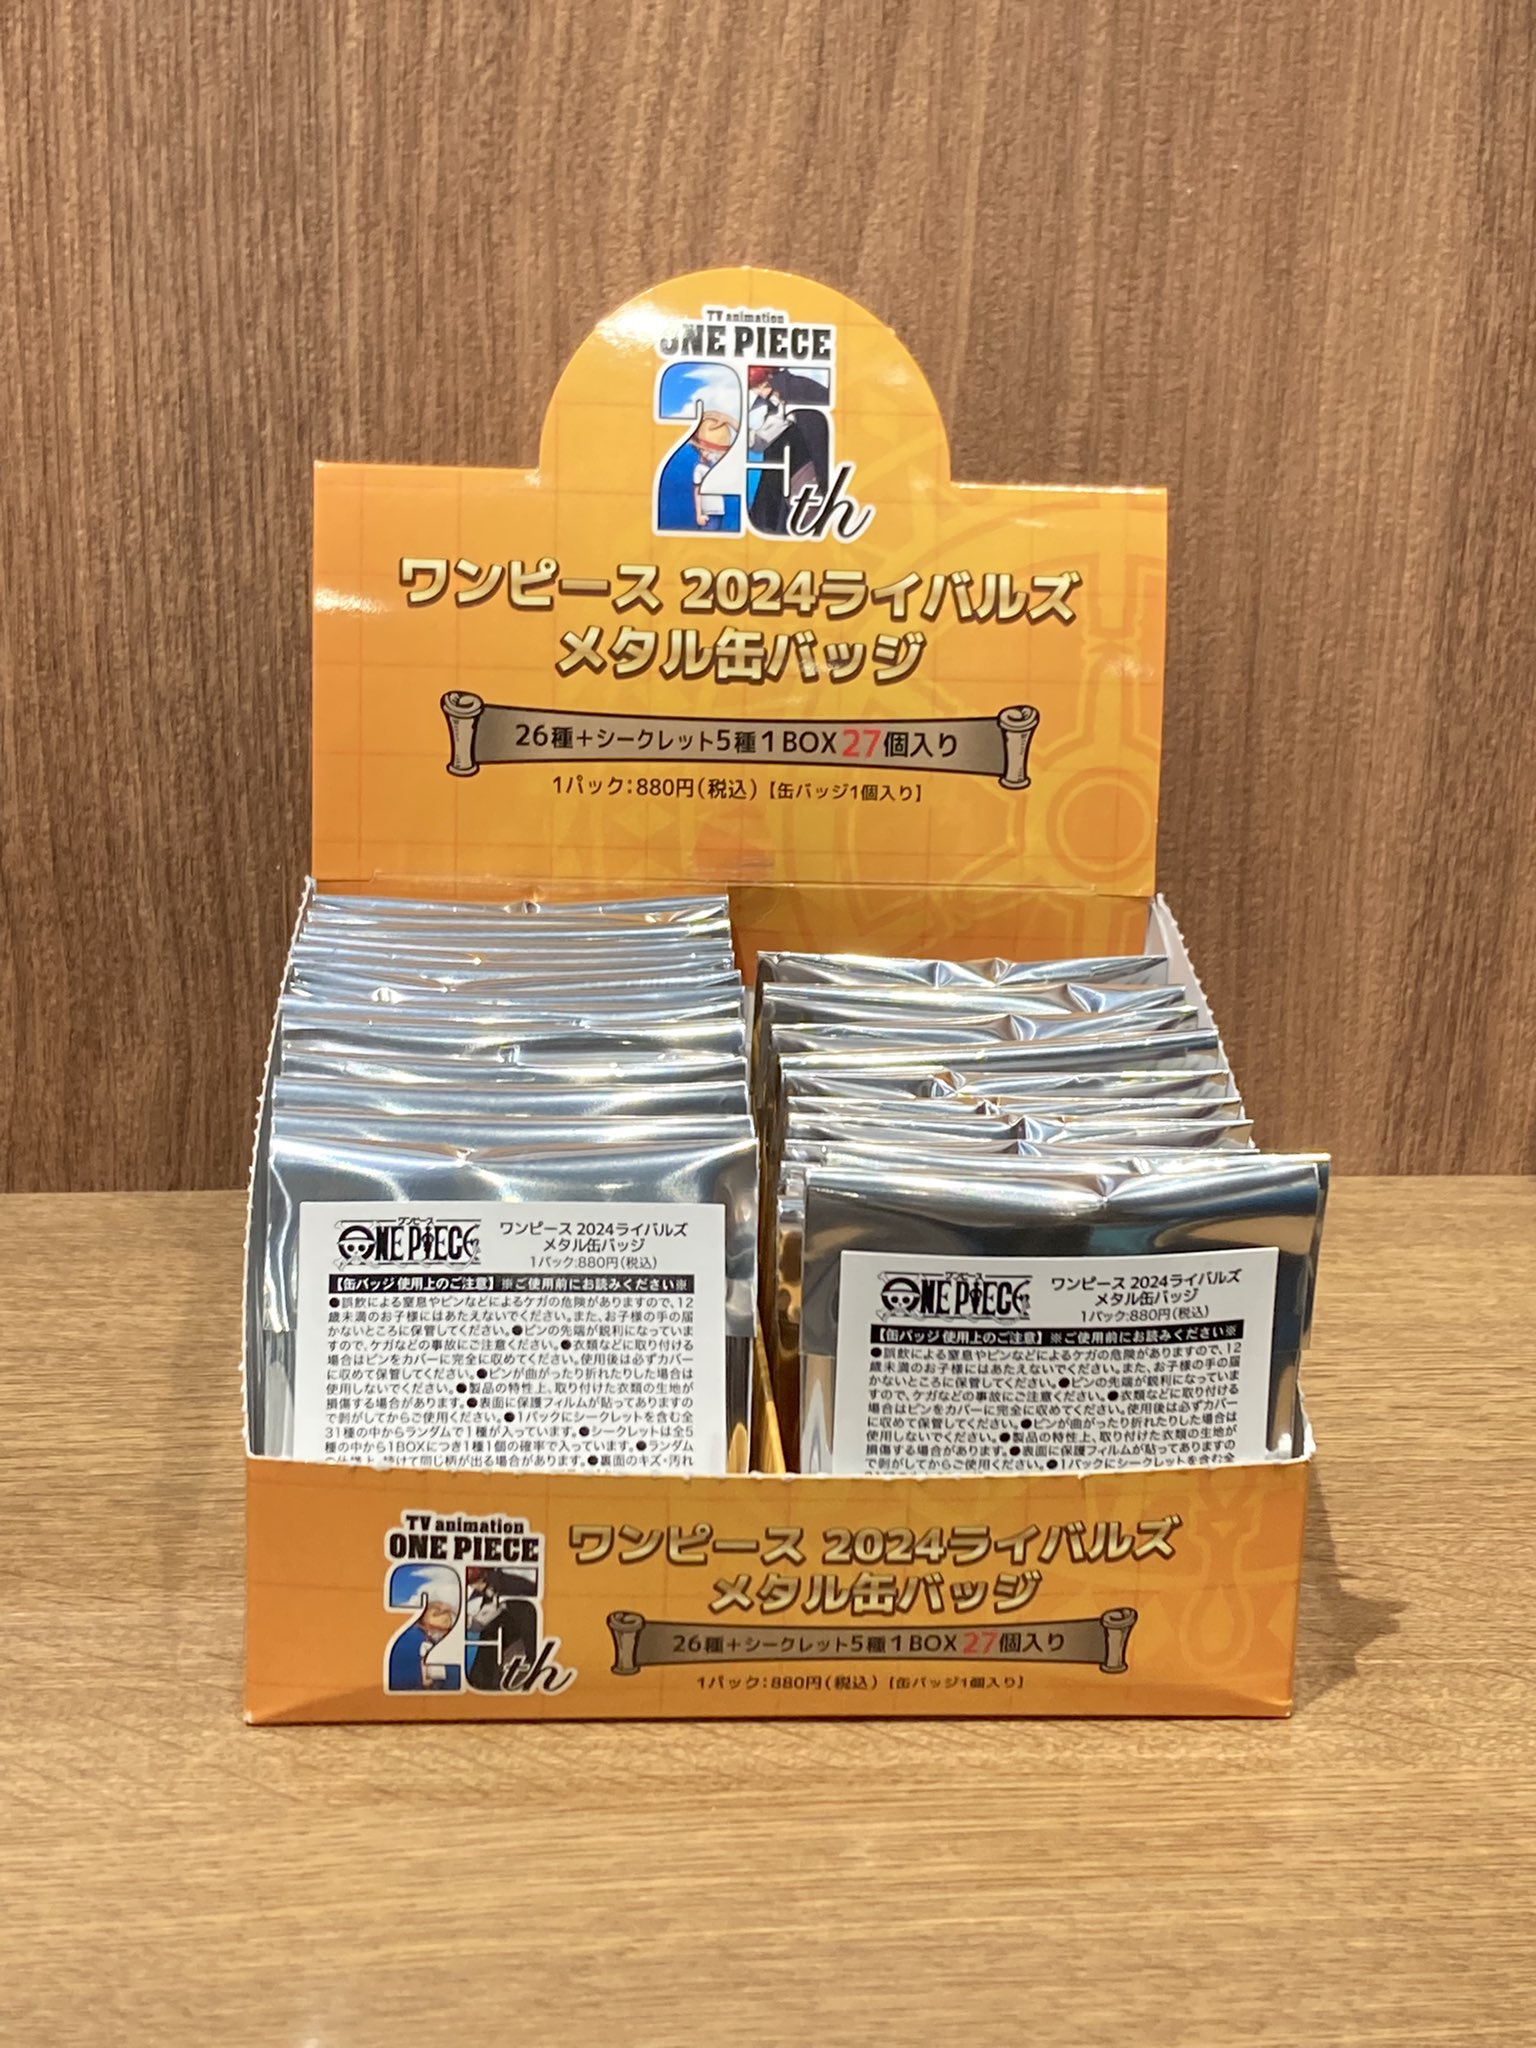 TV animation
ONE PIECE
25th
ワンピース 2024ライバルズ
メタル缶バッジ
26種＋シークレット5種 1 BOX 27個入り
1パック：880円（税込）【缶バッジ1個入り】
ワンピース
ONE PIECE
ワンピース 2024ライバルズ
メタル缶バッジ
1パック:880円（税込）
【缶バッジ 使用上のご注意】※ご使用前にお読みください※
●誤飲による窒息やピンなどによるケガの危険がありますので、12
歳未満のお子様にはあたえないでください。また、お子様の手の届
かないところに保管してください。●ピンの先端が鋭利になっていま
すので、ケガなどの事故にご注意ください。●衣類などに取り付ける
場合はピンをカバーに完全に収めてください。使用後は必ずカバー
に収めて保管してください。●ピンが曲がったり折れたりした場合は
使用しないでください。●製品の特性上、取り付けた衣類の生地が
損傷する場合があります。●表面に保護フィルムが貼ってあります
ので剥がしてからご使用ください。●1パックにシークレットを含む全
31種の中からランダムで1種が入っています。●シークレットは全5
種の中から1BOXにつき1種1個の確率で入っています。●ランダム
の仕様上、続けて同じ柄が出る場合があります。●裏面のキズ・汚れ
ワンピース
ONE PIECE
ワンピース 2024ライバルズ
メタル缶バッジ
1パック:880円（税込）
【缶バッジ 使用上のご注意】※ご使用前にお読みください※
●誤飲による窒息やピンなどによるケガの危険がありますので、12
歳未満のお子様にはあたえないでください。また、お子様の手の届
かないところに保管してください。●ピンの先端が鋭利になっていま
すので、ケガなどの事故にご注意ください。●衣類などに取り付ける
場合はピンをカバーに完全に収めてください。使用後は必ずカバー
に収めて保管してください。●ピンが曲がったり折れたりした場合は
使用しないでください。●製品の特性上、取り付けた衣類の生地が
損傷する場合があります。●表面に保護フィルムが貼ってあります
ので剥がしてからご使用ください。●1パックにシークレットを含む全
TV animation
ONE PIECE
25th
ワンピース 2024ライバルズ
メタル缶バッジ
26種＋シークレット5種 1 BOX 27個入り
1パック：880円（税込）【缶バッジ1個入り】